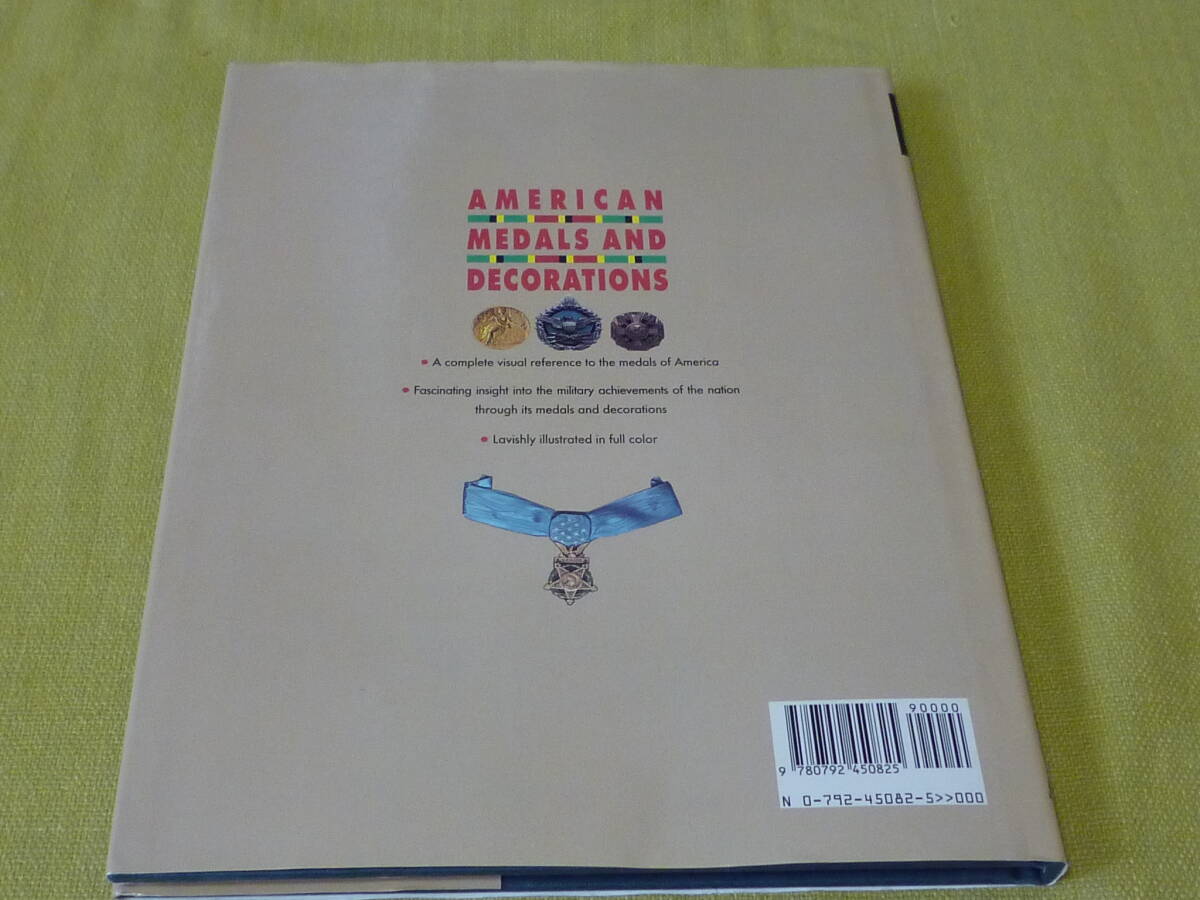 AMERICAN
MEDALS AND
DECORATIONS
• A complete visual reference to the medals of America
• Fascinating insight into the military achievements of the nation
through its medals and decorations
• Lavishly illustrated in full color
90000
9 780792 450825
N 0-792-45082-5>>000